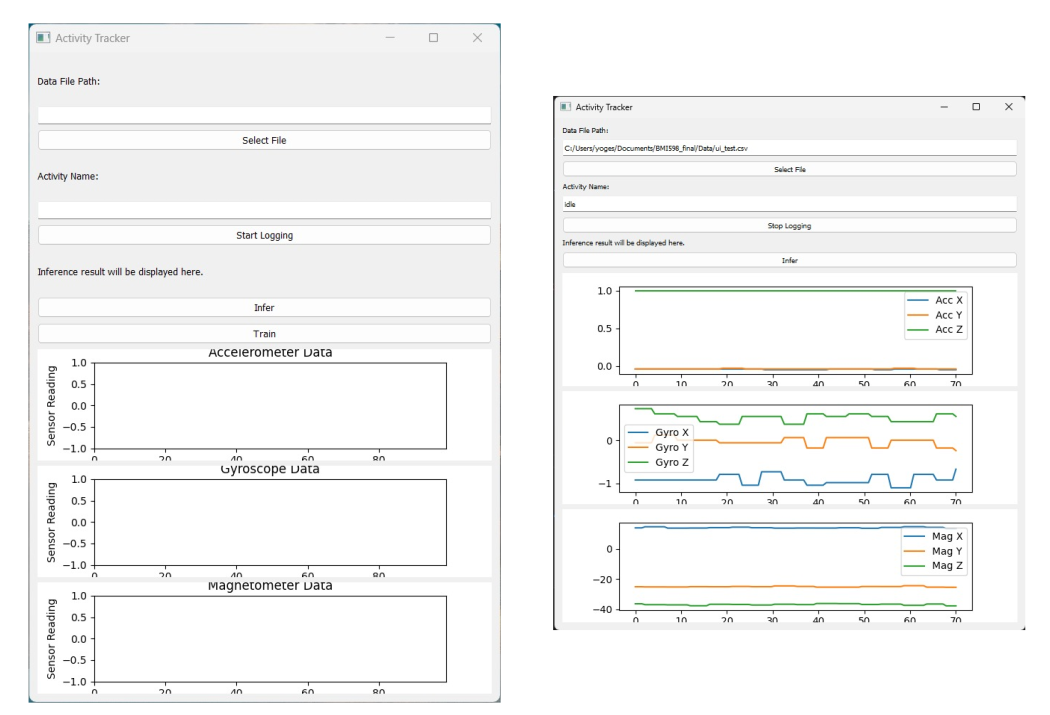 Activity Tracker
Data File Path:
Select File
Activity Name:
Start Logging
Inference result will be displayed here.
Infer
Train
Accelerometer Data
Sensor Reading
1.0
0.5
0.0
−0.5
−1.0
0 20 40 60 80
Gyroscope Data
Sensor Reading
1.0
0.5
0.0
−0.5
−1.0
0 20 40 60 80
Magnetometer Data
Sensor Reading
1.0
0.5
0.0
−0.5
−1.0
0 20 40 60 80
Activity Tracker
Data File Path:
C:/Users/yoges/Documents/BMI598_final/Data/ui_test.csv
Select File
Activity Name:
idle
Stop Logging
Inference result will be displayed here.
Infer
1.0
0.5
0.0
Acc X
Acc Y
Acc Z
0 10 20 30 40 50 60 70
0
−1
Gyro X
Gyro Y
Gyro Z
0 10 20 30 40 50 60 70
0
−20
−40
Mag X
Mag Y
Mag Z
0 10 20 30 40 50 60 70